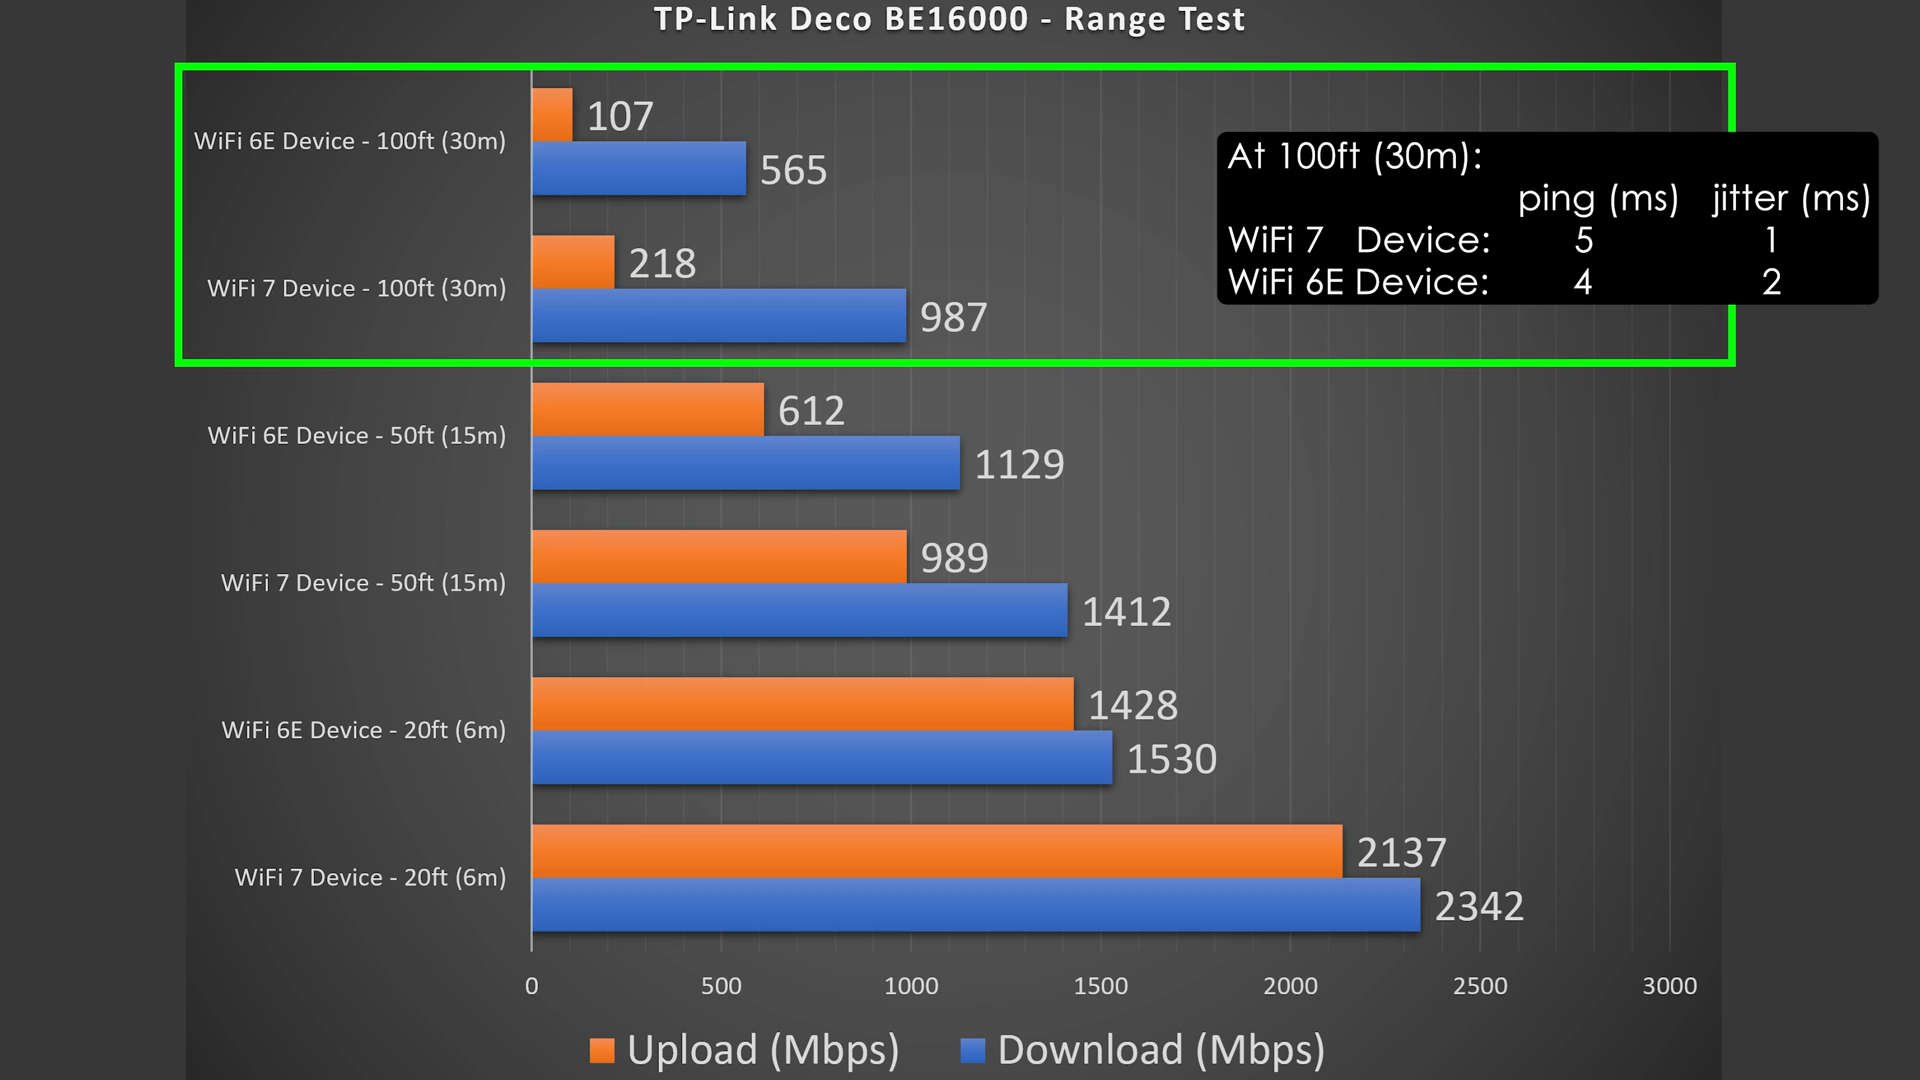 TP-Link Deco BE16000 - Range Test
WiFi 6E Device - 100ft (30m)
107
565
At 100ft (30m):
ping (ms) jitter (ms)
WiFi 7 Device: 5 1
WiFi 6E Device: 4 2
WiFi 7 Device - 100ft (30m)
218
987
WiFi 6E Device - 50ft (15m)
612
1129
WiFi 7 Device - 50ft (15m)
989
1412
WiFi 6E Device - 20ft (6m)
1428
1530
WiFi 7 Device - 20ft (6m)
2137
2342
0 500 1000 1500 2000 2500 3000
Upload (Mbps) Download (Mbps)